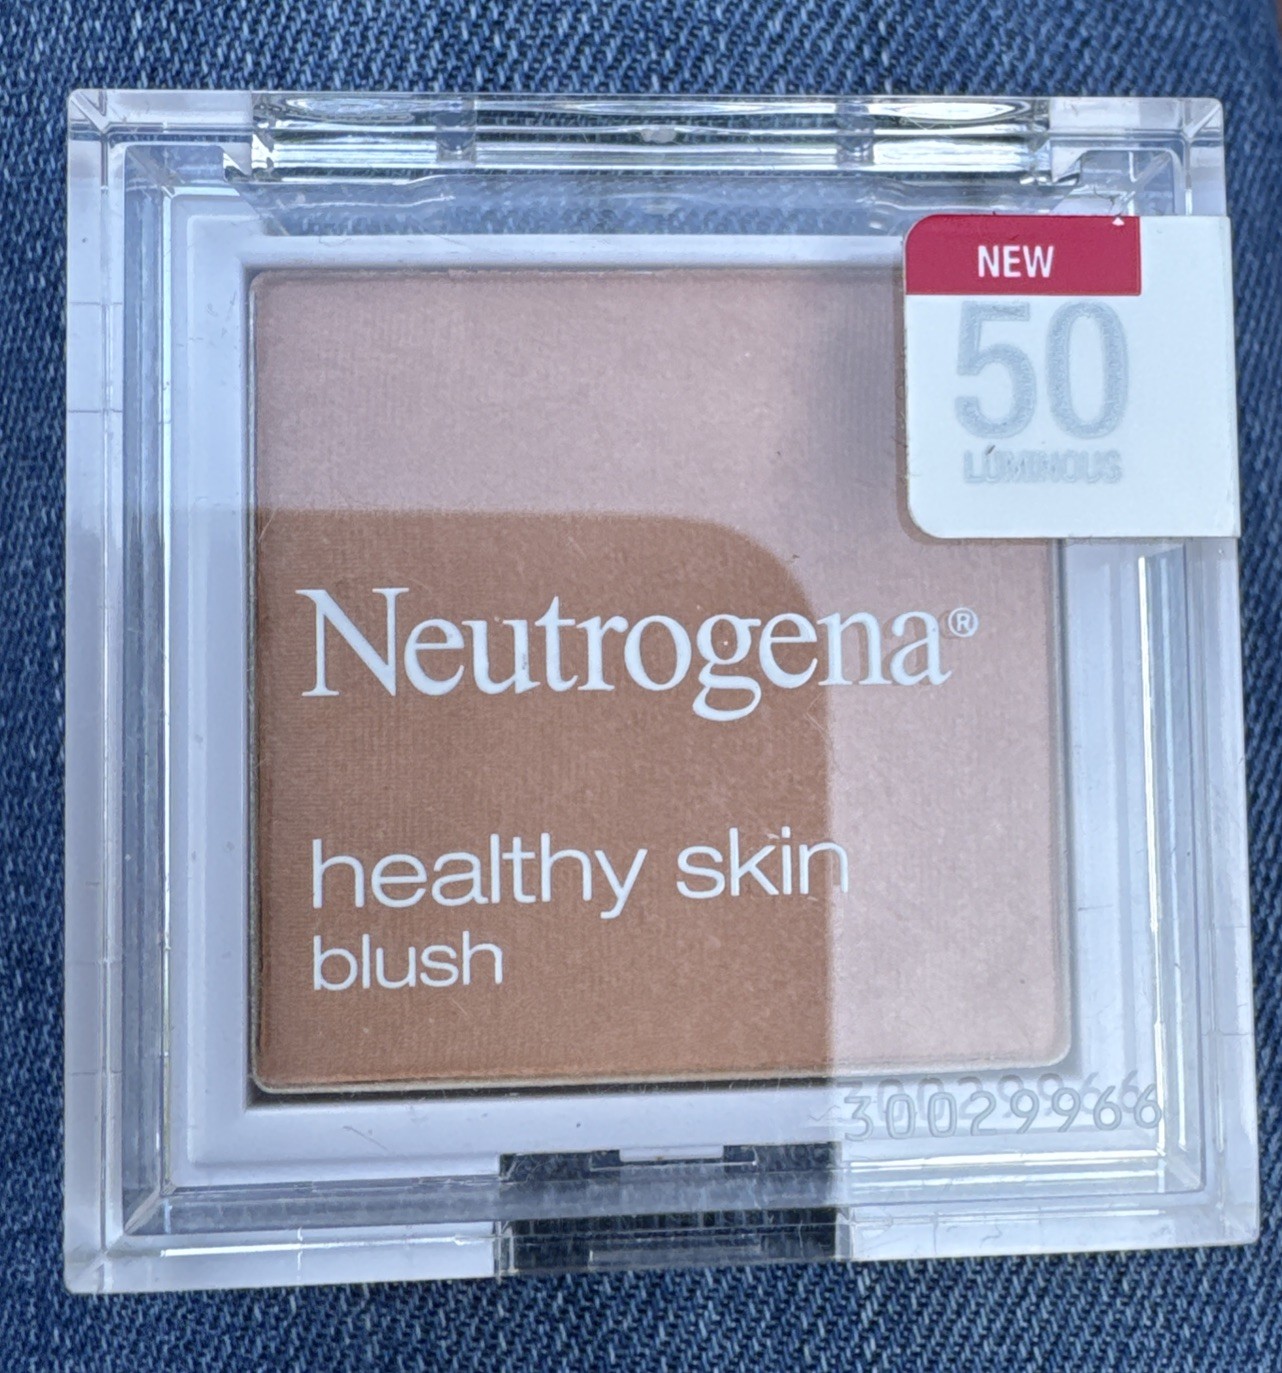 NEW
50
LUMINOUS
Neutrogena®
healthy skin
blush
30029966